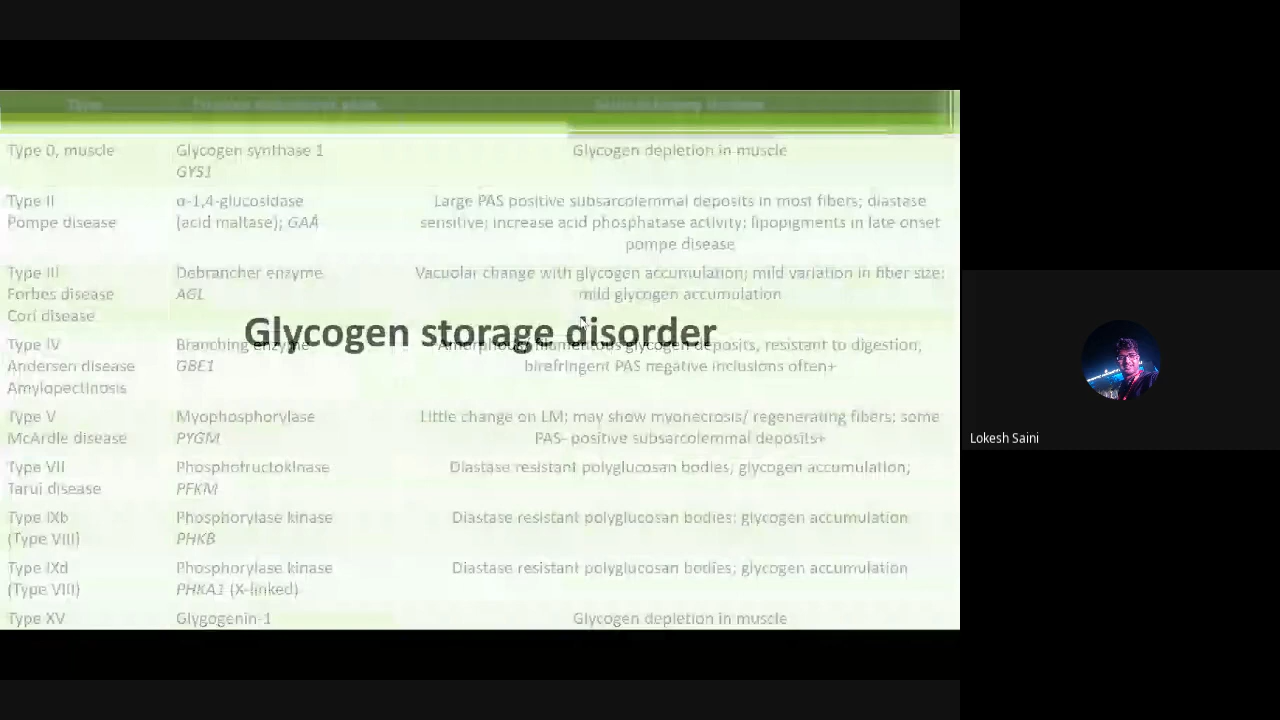 Type
Type 0, muscle Glycogen synthase 1 Glycogen depletion in muscle
GYS1
Type II α-1,4-glucosidase Large PAS positive subsarcolemmal deposits in most fibers; diastase
Pompe disease (acid maltase); GAA sensitive; increase acid phosphatase activity; lipopigments in late onset
pompe disease
Type III Debrancher enzyme Vacuolar change with glycogen accumulation; mild variation in fiber size;
Forbes disease AGL mild glycogen accumulation
Cori disease
Glycogen storage disorder
Type IV Branching enzyme Amorphous/ filamentous glycogen deposits, resistant to digestion,
Andersen disease GBE1 birefringent PAS negative inclusions often+
Amylopectinosis
Type V Myophosphorylase Little change on LM; may show myonecrosis/ regenerating fibers; some
McArdle disease PYGM PAS- positive subsarcolemmal deposits+
Type VII Phosphofructokinase Diastase resistant polyglucosan bodies, glycogen accumulation;
Tarui disease PFKM
Type IXb Phosphorylase kinase Diastase resistant polyglucosan bodies; glycogen accumulation
(Type VIII) PHKB
Type IXd Phosphorylase kinase Diastase resistant polyglucosan bodies; glycogen accumulation
(Type VIII) PHKA1 (X-linked)
Type XV Glygogenin-1 Glycogen depletion in muscle
Lokesh Saini